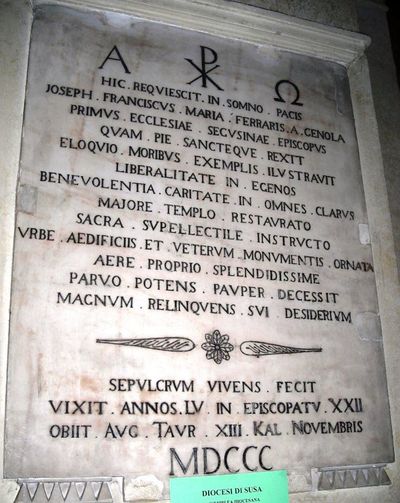 Α ☧ Ω
HIC . REQVIESCIT . IN . SOMNO . PACIS
JOSEPH . FRANCISCVS . MARIA . FERRARIS . A . GENOLA
PRIMVS . ECCLESIAE . SECVSINAE . EPISCOPVS
QVAM . PIE . SANCTEQVE . REXIT
ELOQVIO . MORIBVS . EXEMPLIS . ILVSTRAVIT
LIBERALITATE . IN . EGENOS
BENEVOLENTIA . CARITATE . IN . OMNES . CLARVS
MAJORE . TEMPLO . RESTAVRATO
SACRA . SVPELLECTILE . INSTRVCTO
VRBE . AEDIFICIIS . ET . VETERVM . MONVMENTIS . ORNATA
AERE . PROPRIO . SPLENDIDISSIME
PARVO . POTENS . PAVPER . DECESSIT
MAGNVM . RELINQVENS . SVI . DESIDERIVM
SEPVLCRVM VIVENS FECIT
VIXIT . ANNOS . LV . IN . EPISCOPATV . XXII
OBIIT . AVG . TAVR . XIII . KAL . NOVEMBRIS
MDCCC
DIOCESI DI SUSA